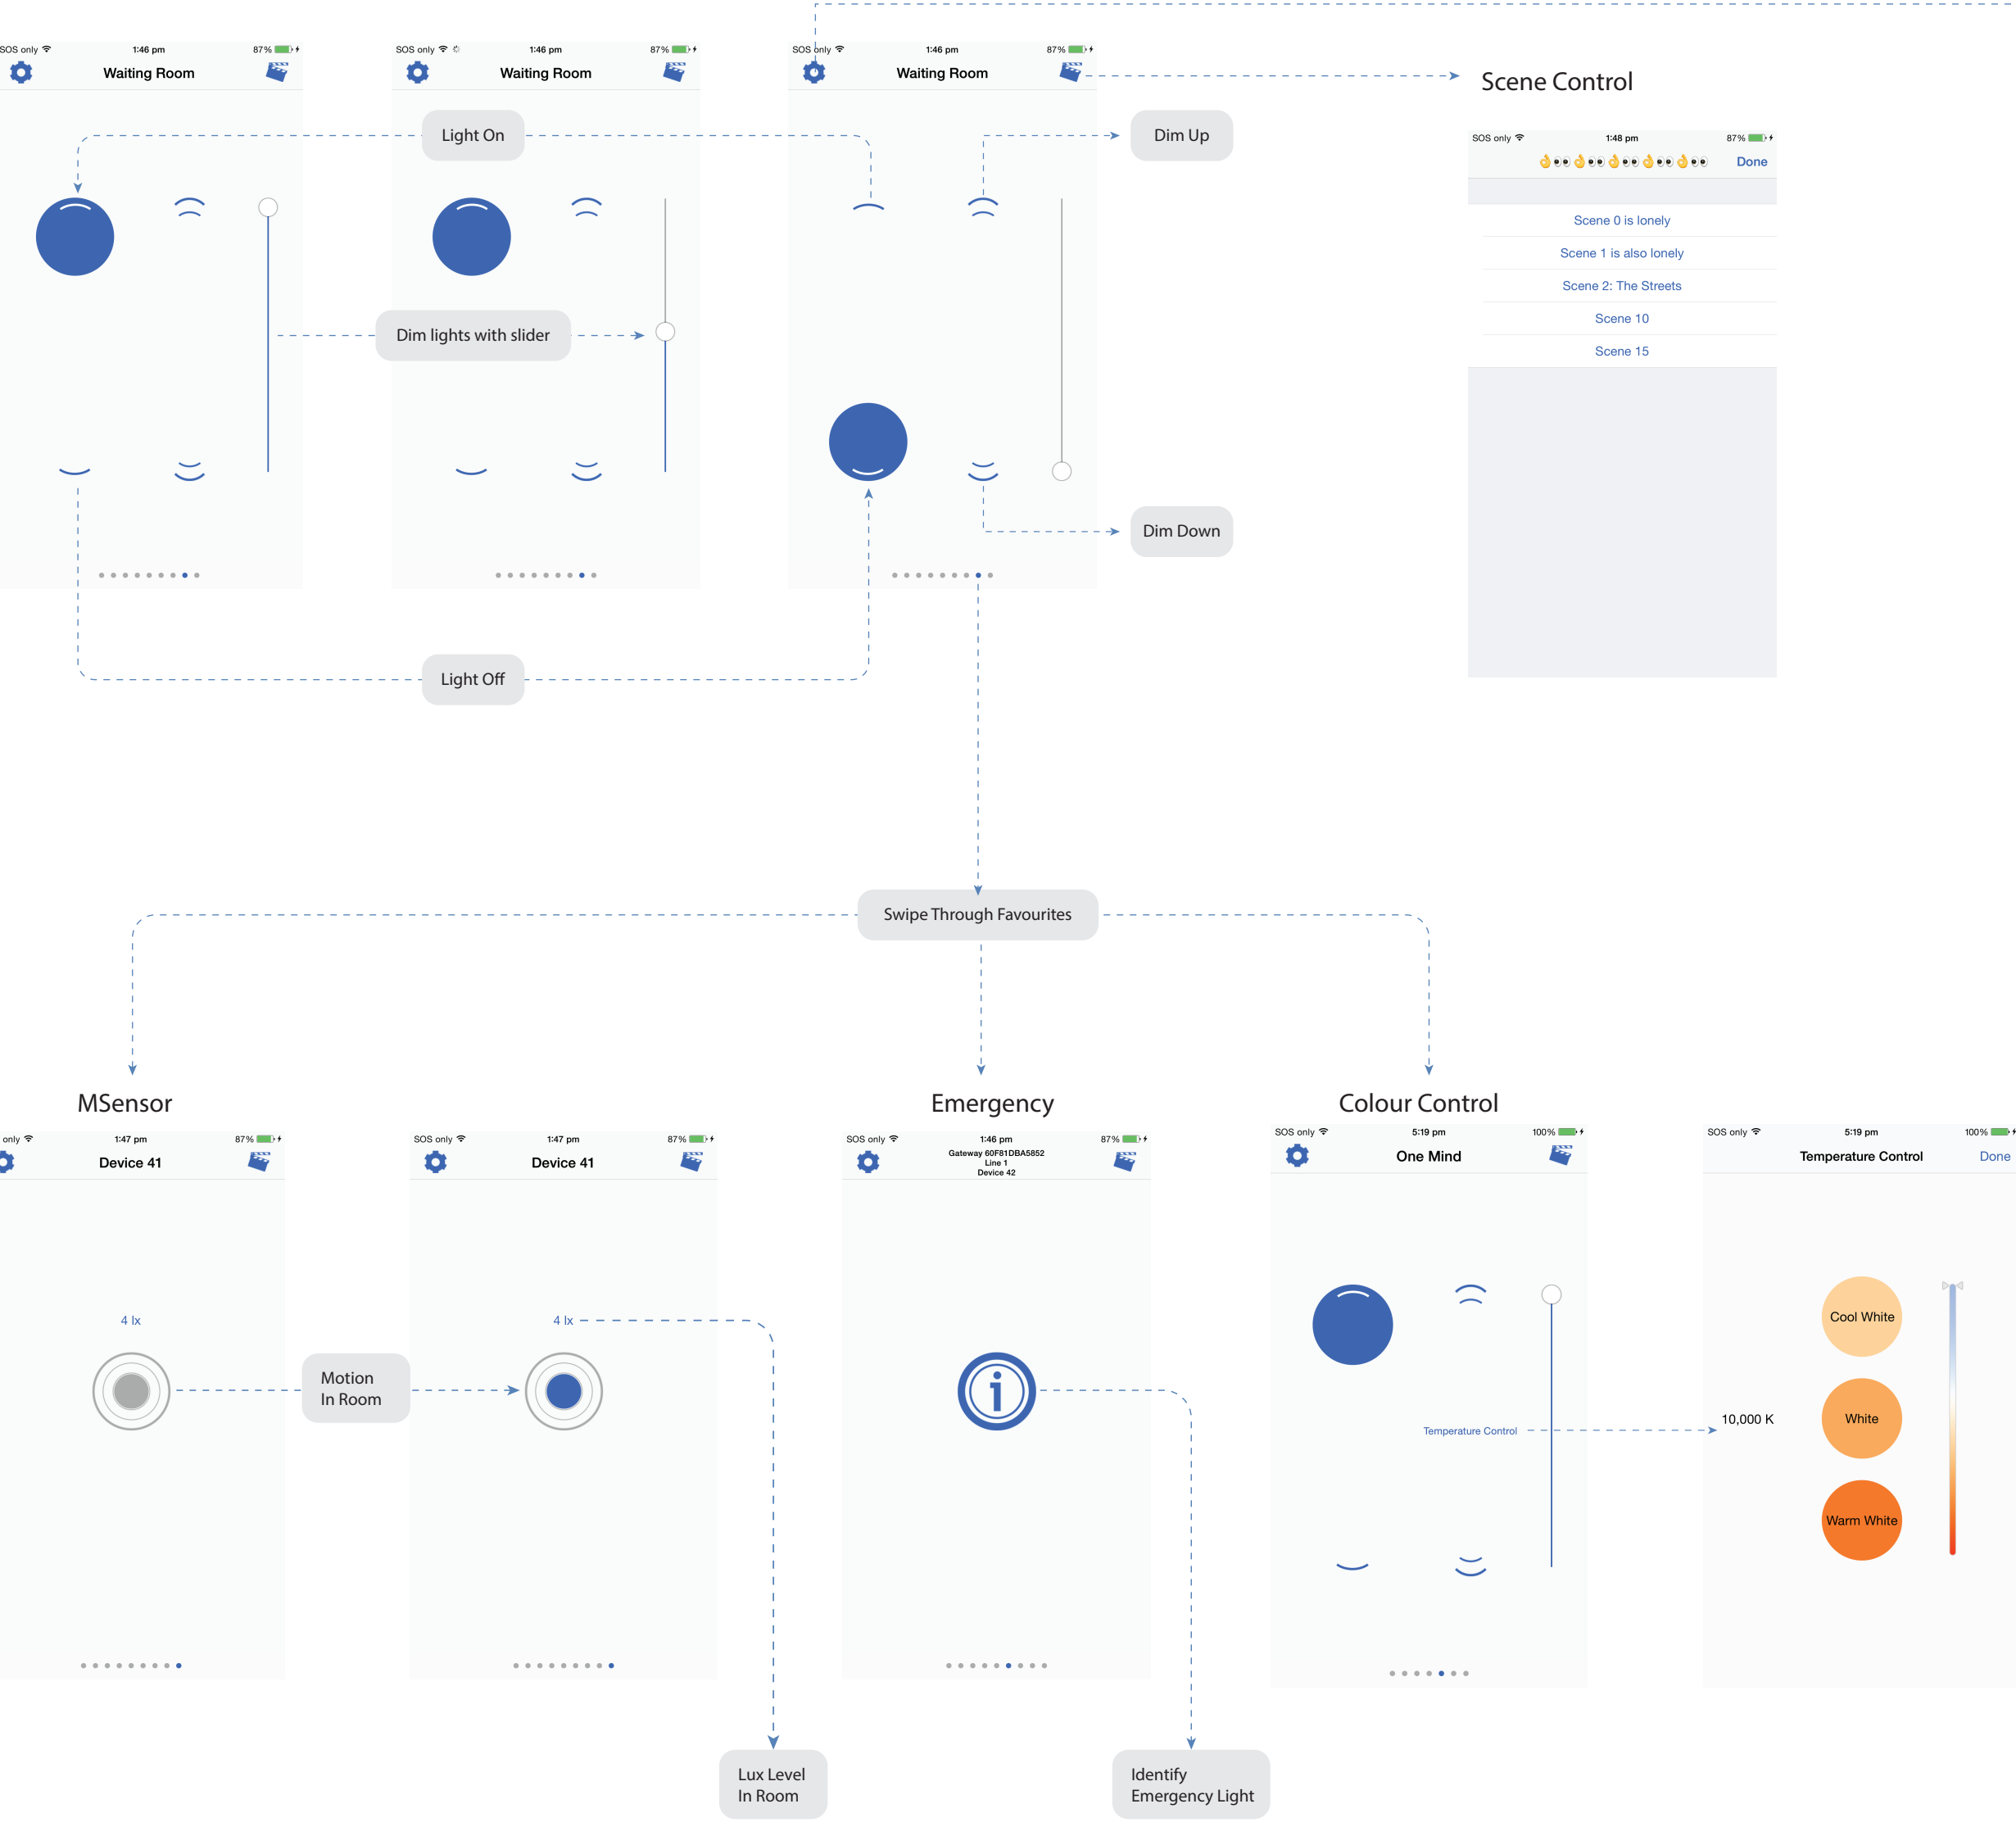 SOS only 1:46 pm 87%
Waiting Room
SOS only 1:46 pm 87%
Waiting Room
SOS only 1:46 pm 87%
Waiting Room
Light On
Dim Up
Dim lights with slider
Dim Down
Light Off
Scene Control
SOS only 1:48 pm 87%
👌👀👌👀👌👀👌👀👌👀 Done
Scene 0 is lonely
Scene 1 is also lonely
Scene 2: The Streets
Scene 10
Scene 15
Swipe Through Favourites
MSensor
only 1:47 pm 87%
Device 41
4 lx
Motion
In Room
SOS only 1:47 pm 87%
Device 41
4 lx
Lux Level
In Room
Emergency
SOS only 1:46 pm 87%
Gateway 60F81DBA5852
Line 1
Device 42
Identify
Emergency Light
Colour Control
SOS only 5:19 pm 100%
One Mind
Temperature Control
SOS only 5:19 pm 100%
Temperature Control Done
Cool White
10,000 K
White
Warm White